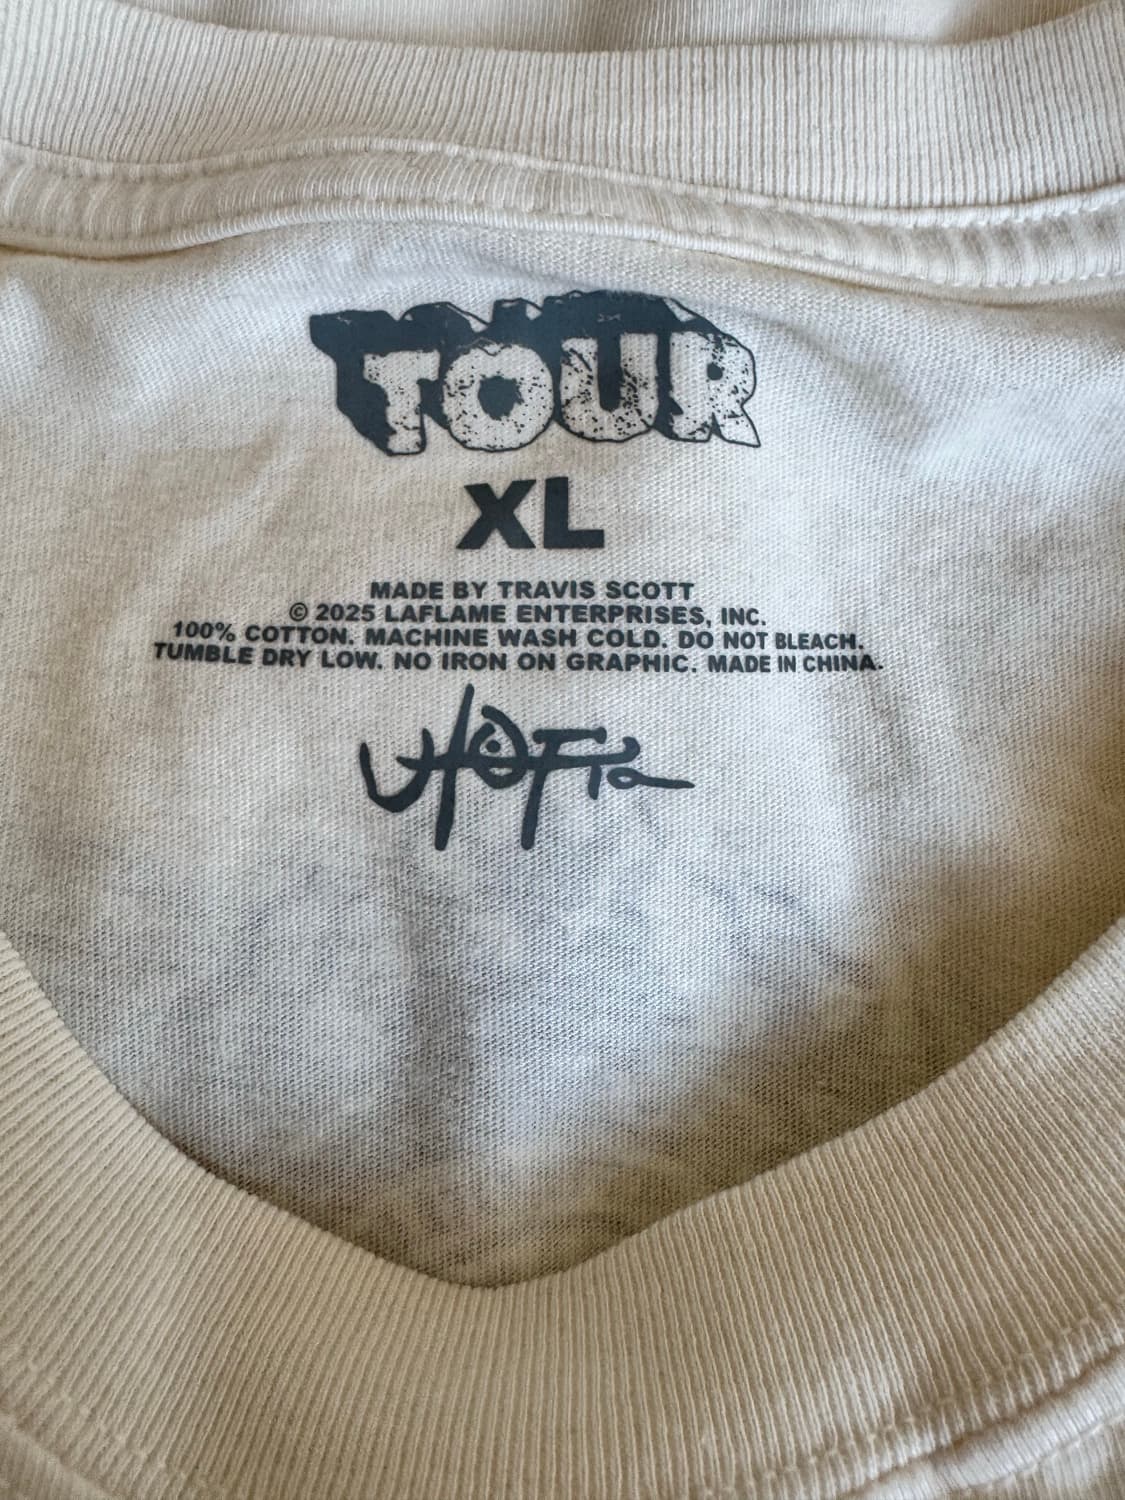 TOUR
XL
MADE BY TRAVIS SCOTT
© 2025 LAFLAME ENTERPRISES, INC.
100% COTTON. MACHINE WASH COLD. DO NOT BLEACH.
TUMBLE DRY LOW. NO IRON ON GRAPHIC. MADE IN CHINA.
UTOPIA